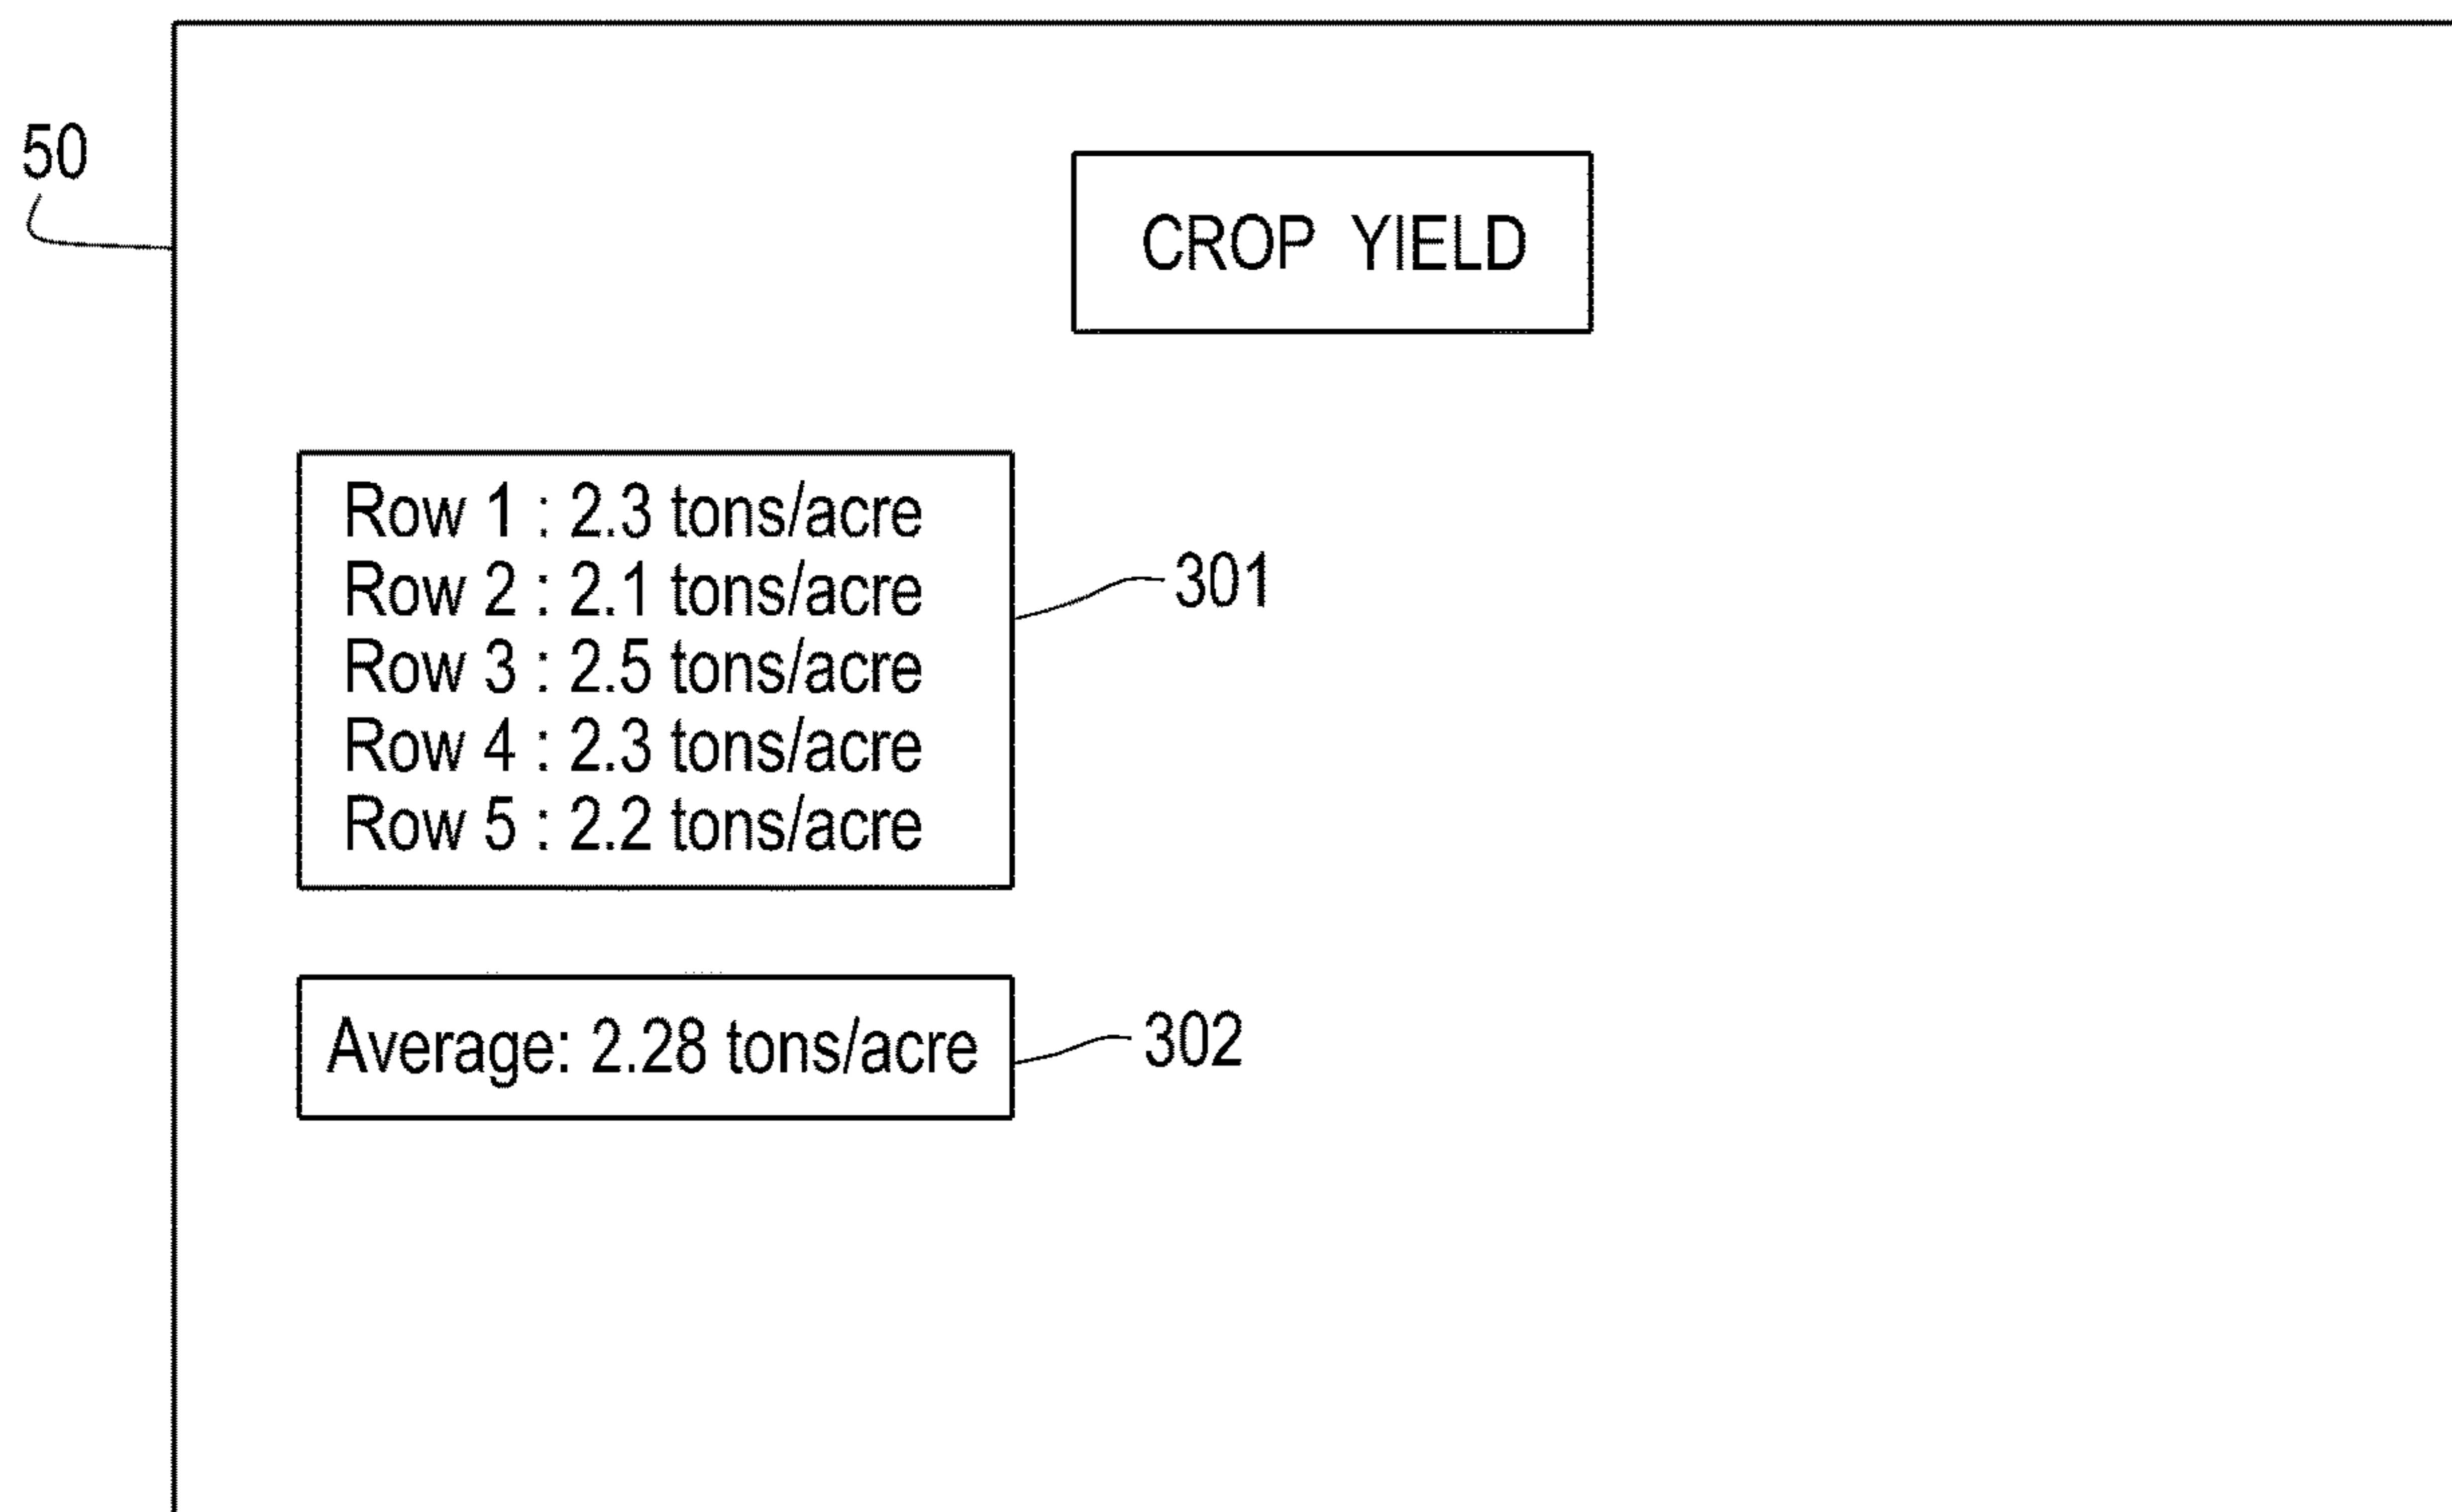 50
CROP YIELD
Row 1 : 2.3 tons/acre
Row 2 : 2.1 tons/acre
Row 3 : 2.5 tons/acre
Row 4 : 2.3 tons/acre
Row 5 : 2.2 tons/acre
301
Average: 2.28 tons/acre
302